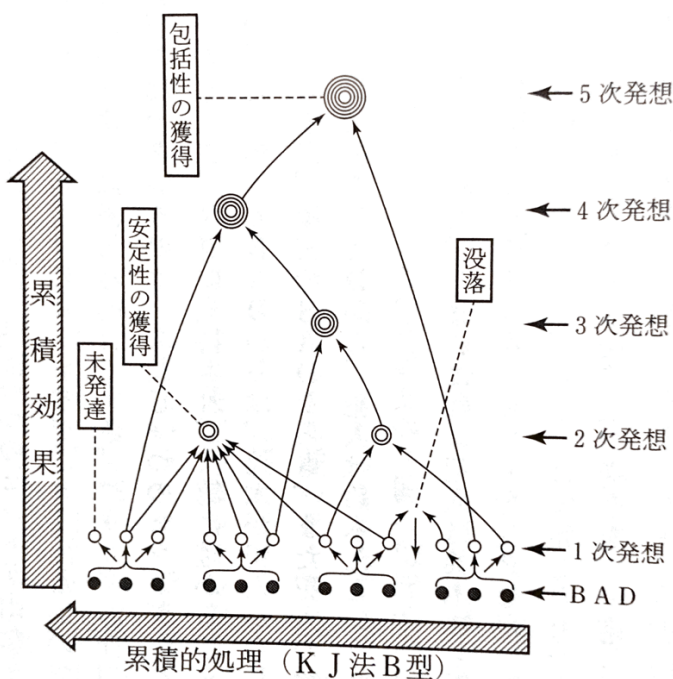 包括性の獲得
5次発想
4次発想
安定性の獲得
没落
累積効果
3次発想
未発達
2次発想
1次発想
BAD
累積的処理(KJ法B型)